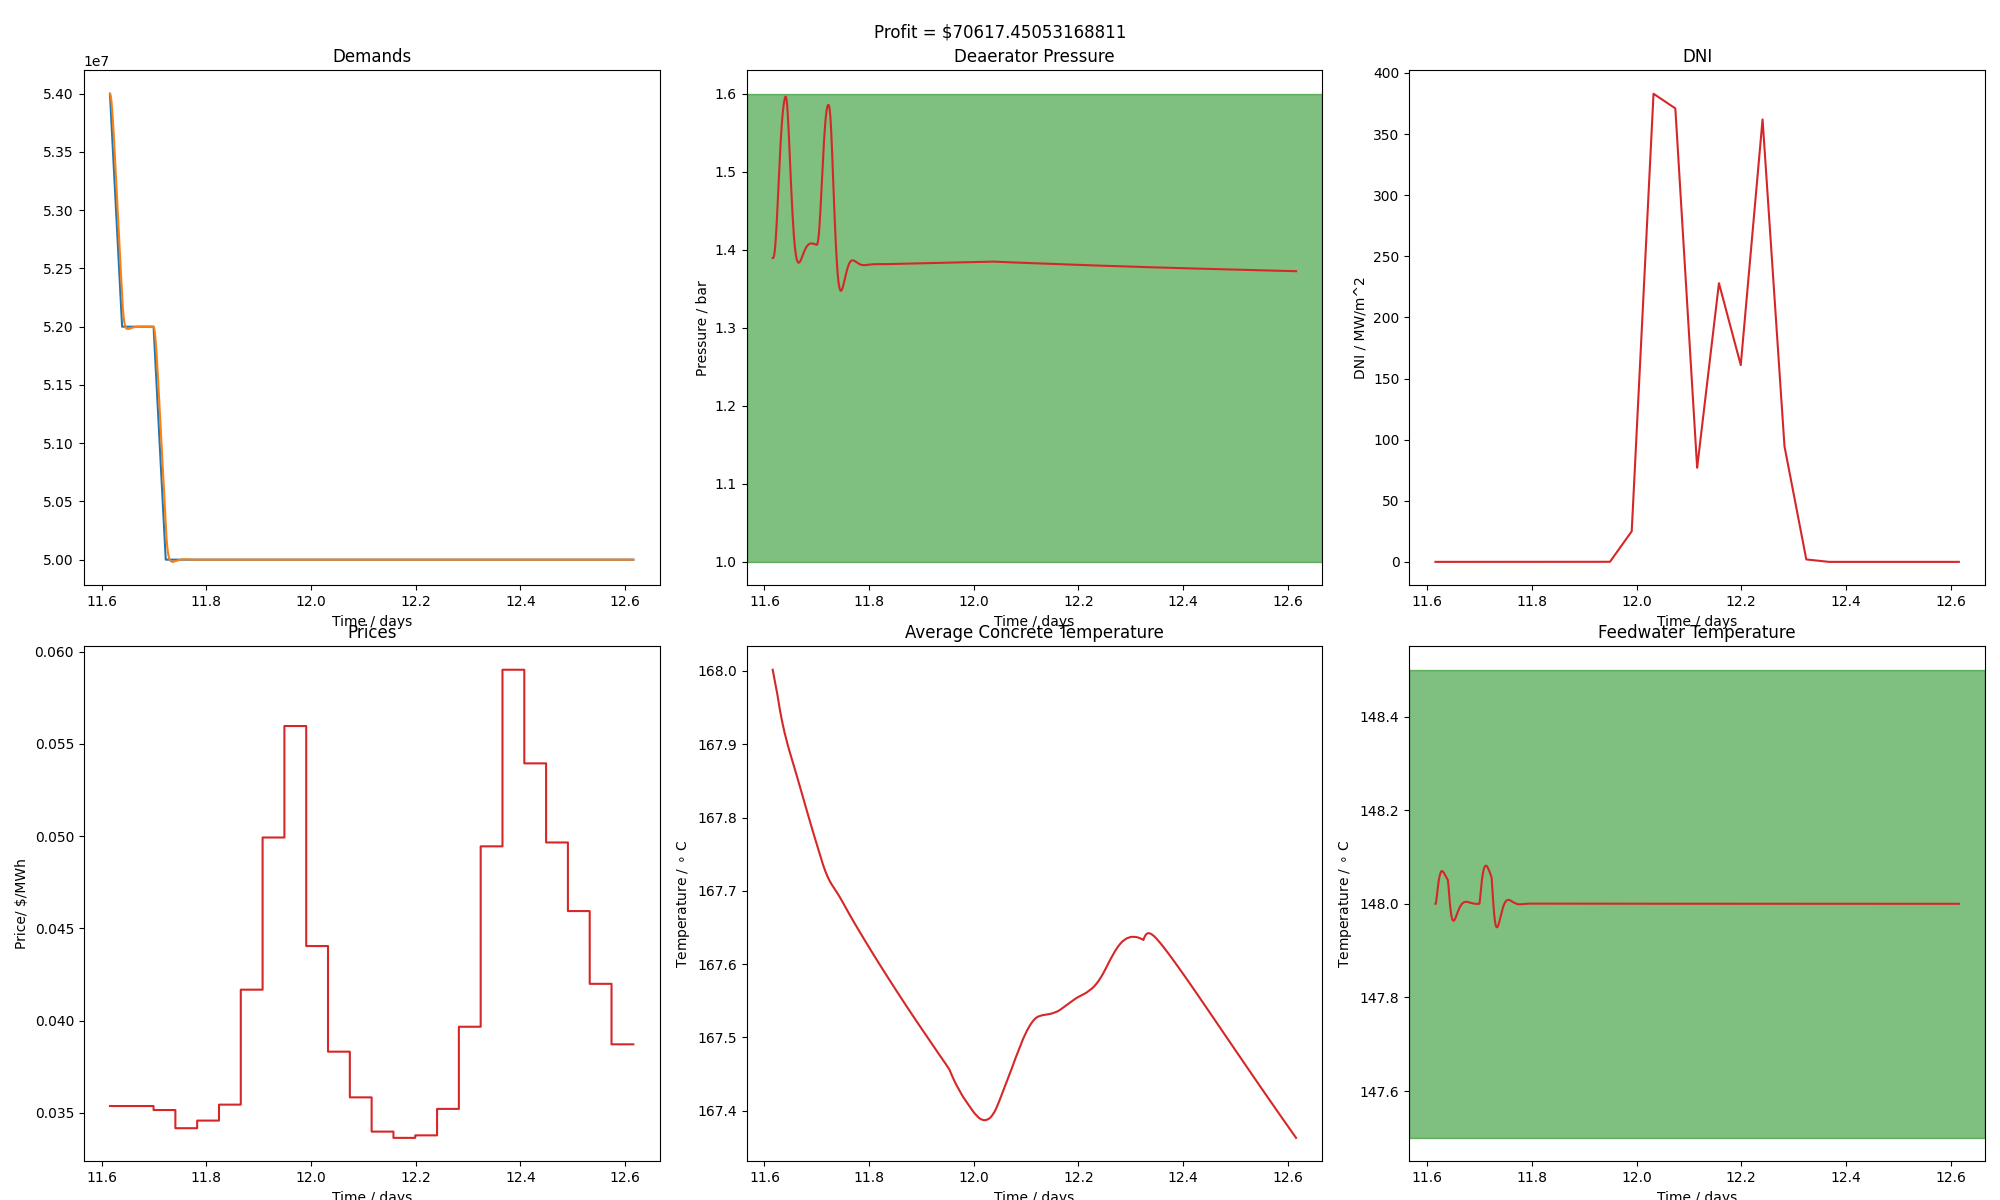 Profit = $70617.45053168811
Demands
1e7
5.40
5.35
5.30
5.25
5.20
5.15
5.10
5.05
5.00
11.6 11.8 12.0 12.2 12.4 12.6
Time / days
Deaerator Pressure
Pressure / bar
1.6
1.5
1.4
1.3
1.2
1.1
1.0
11.6 11.8 12.0 12.2 12.4 12.6
Time / days
DNI
DNI / MW/m^2
400
350
300
250
200
150
100
50
0
11.6 11.8 12.0 12.2 12.4 12.6
Time / days
Prices
Price/ $/MWh
0.060
0.055
0.050
0.045
0.040
0.035
11.6 11.8 12.0 12.2 12.4 12.6
Time / days
Average Concrete Temperature
Temperature / ∘ C
168.0
167.9
167.8
167.7
167.6
167.5
167.4
11.6 11.8 12.0 12.2 12.4 12.6
Time / days
Feedwater Temperature
Temperature / ∘ C
148.4
148.2
148.0
147.8
147.6
11.6 11.8 12.0 12.2 12.4 12.6
Time / days